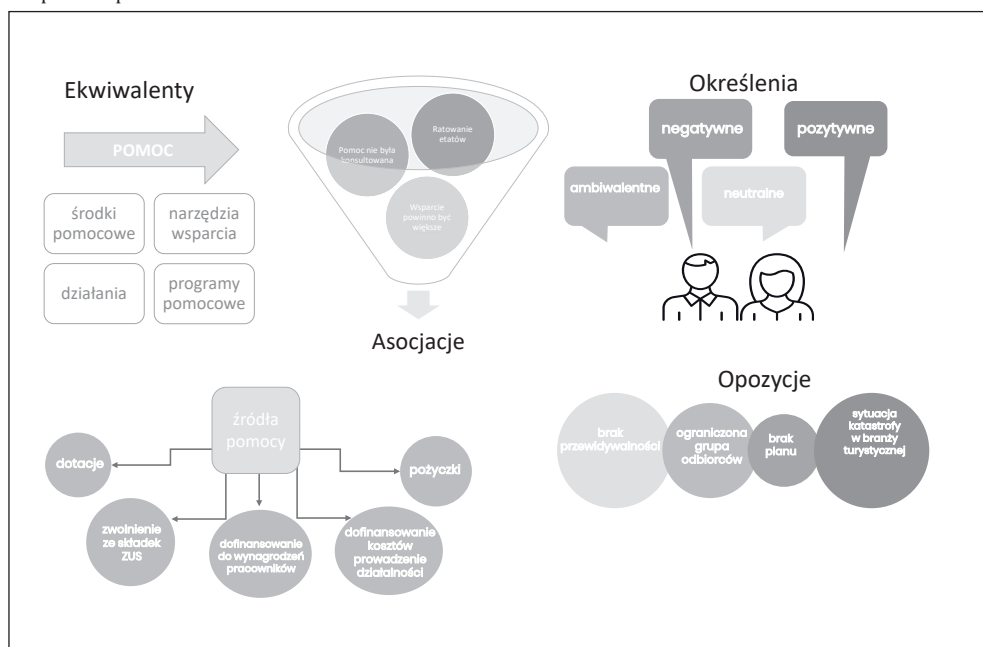 Ekwiwalenty
POMOC
środki
pomocowe
narzędzia
wsparcia
działania
programy
pomocowe
Pomoc nie była
konsultowana
Ratowanie
etatów
Wsparcie
powinno być
większe
Asocjacje
Określenia
negatywne
pozytywne
ambiwalentne
neutralne
źródła
pomocy
dotacje
pożyczki
zwolnienie
ze składek
ZUS
dofinansowanie
do wynagrodzeń
pracowników
dofinansowanie
kosztów
prowadzenie
działalności
Opozycje
brak
przewidywalności
ograniczona
grupa
odbiorców
brak
planu
sytuacja
katastrofy
w branży
turystycznej